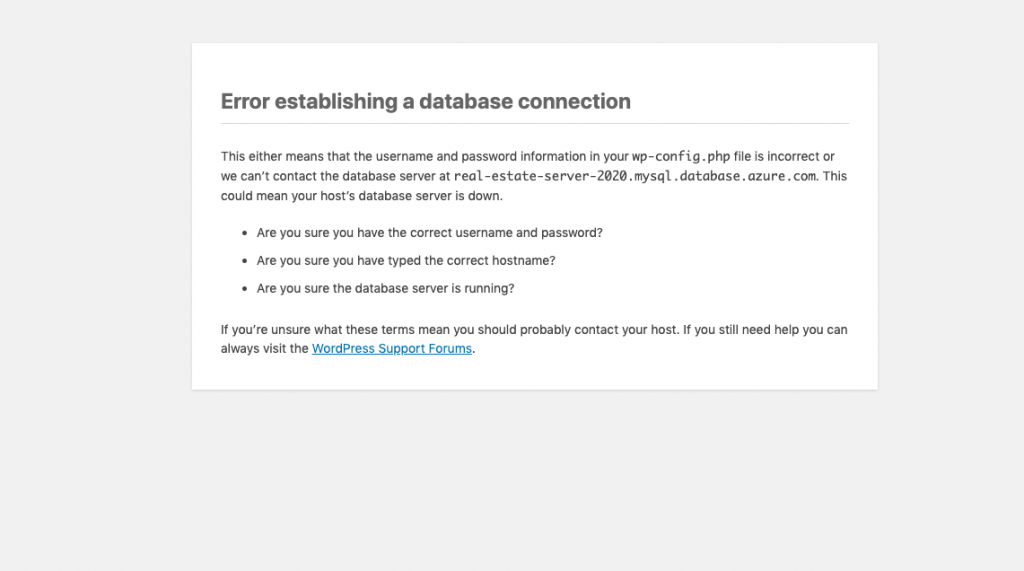 Error establishing a database connection
This either means that the username and password information in your wp-config.php file is incorrect or
we can’t contact the database server at real-estate-server-2020.mysql.database.azure.com. This
could mean your host’s database server is down.
• Are you sure you have the correct username and password?
• Are you sure you have typed the correct hostname?
• Are you sure the database server is running?
If you’re unsure what these terms mean you should probably contact your host. If you still need help you can
always visit the WordPress Support Forums.